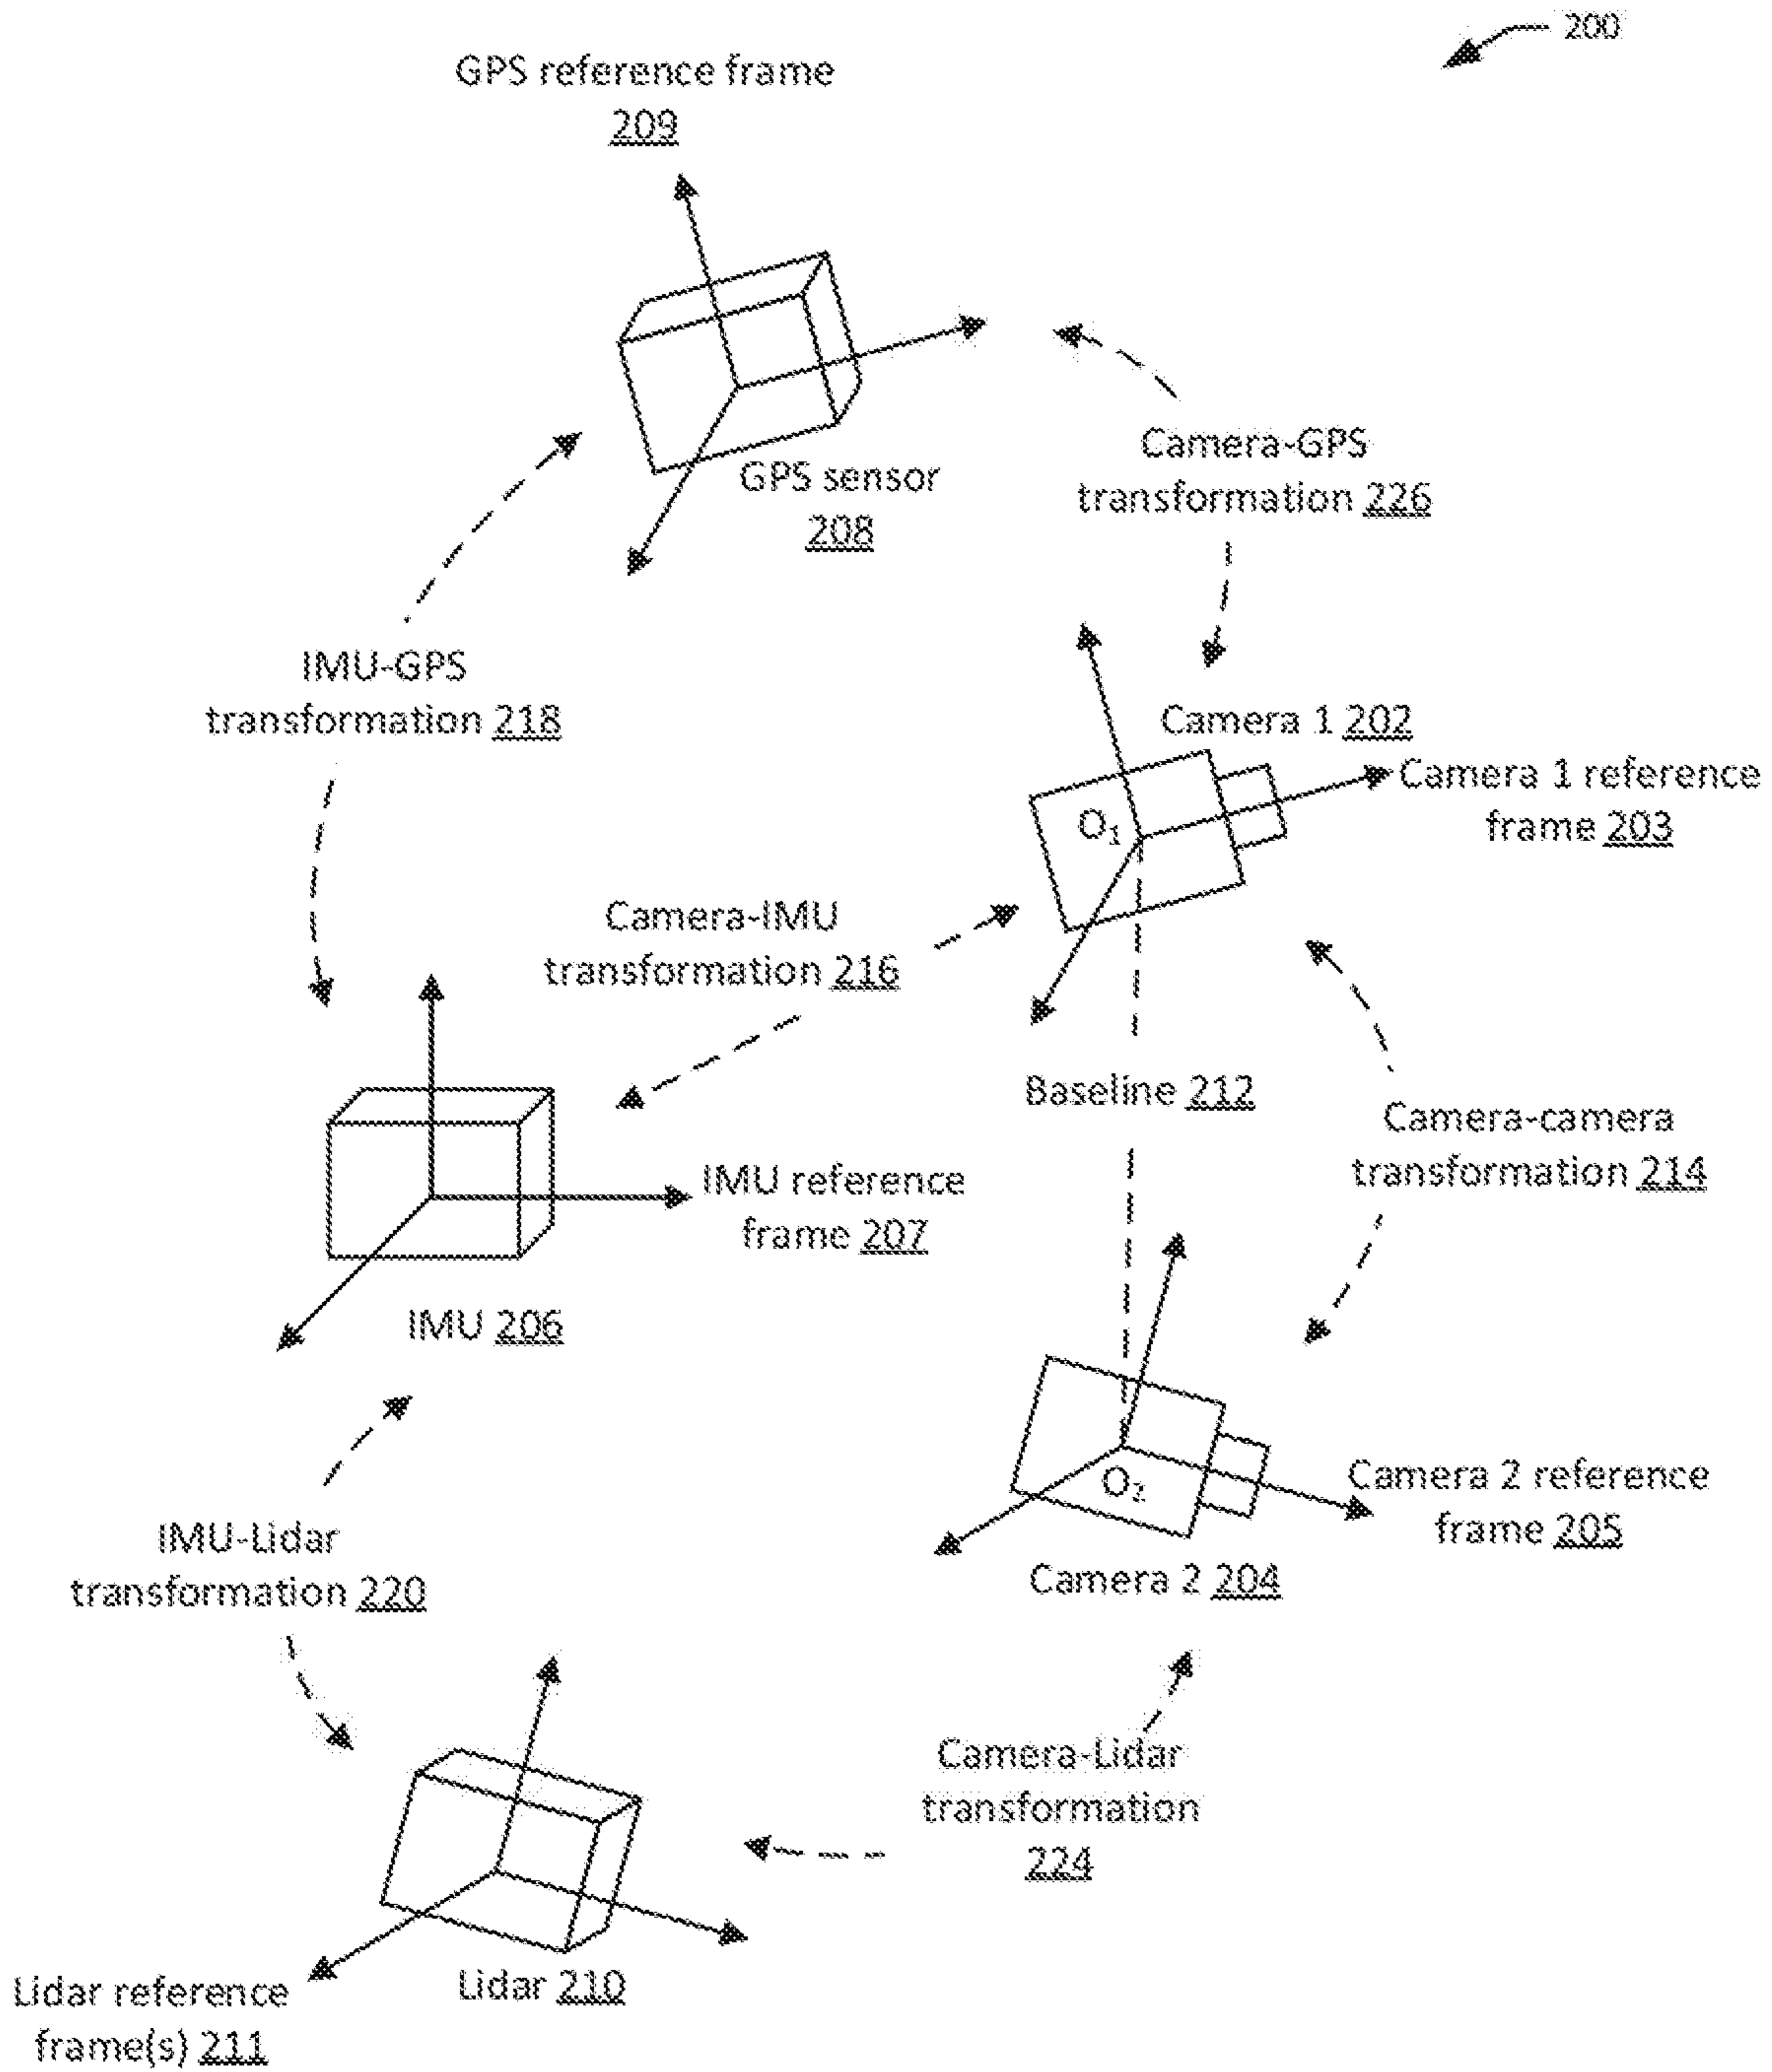 200
GPS reference frame
209
GPS sensor
208
Camera-GPS
transformation 226
IMU-GPS
transformation 218
Camera 1 202
Camera 1 reference
frame 203
O₁
Camera-IMU
transformation 216
Baseline 212
Camera-camera
transformation 214
IMU reference
frame 207
IMU 206
O₂
Camera 2 reference
frame 205
Camera 2 204
IMU-Lidar
transformation 220
Camera-Lidar
transformation
224
Lidar 210
Lidar reference
frame(s) 211